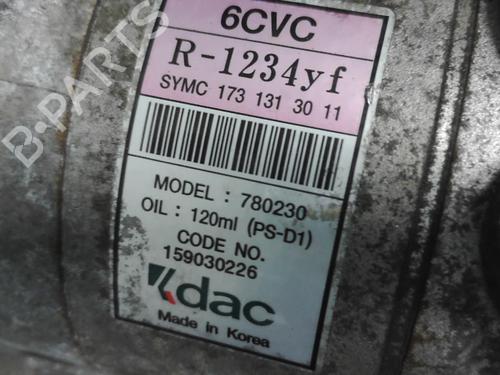 6CVC
R-1234yf
SYMC 173 131 30 11
MODEL : 780230
OIL : 120ml (PS-D1)
CODE NO.
159030226
Kdac
Made in Korea
B-PARTS